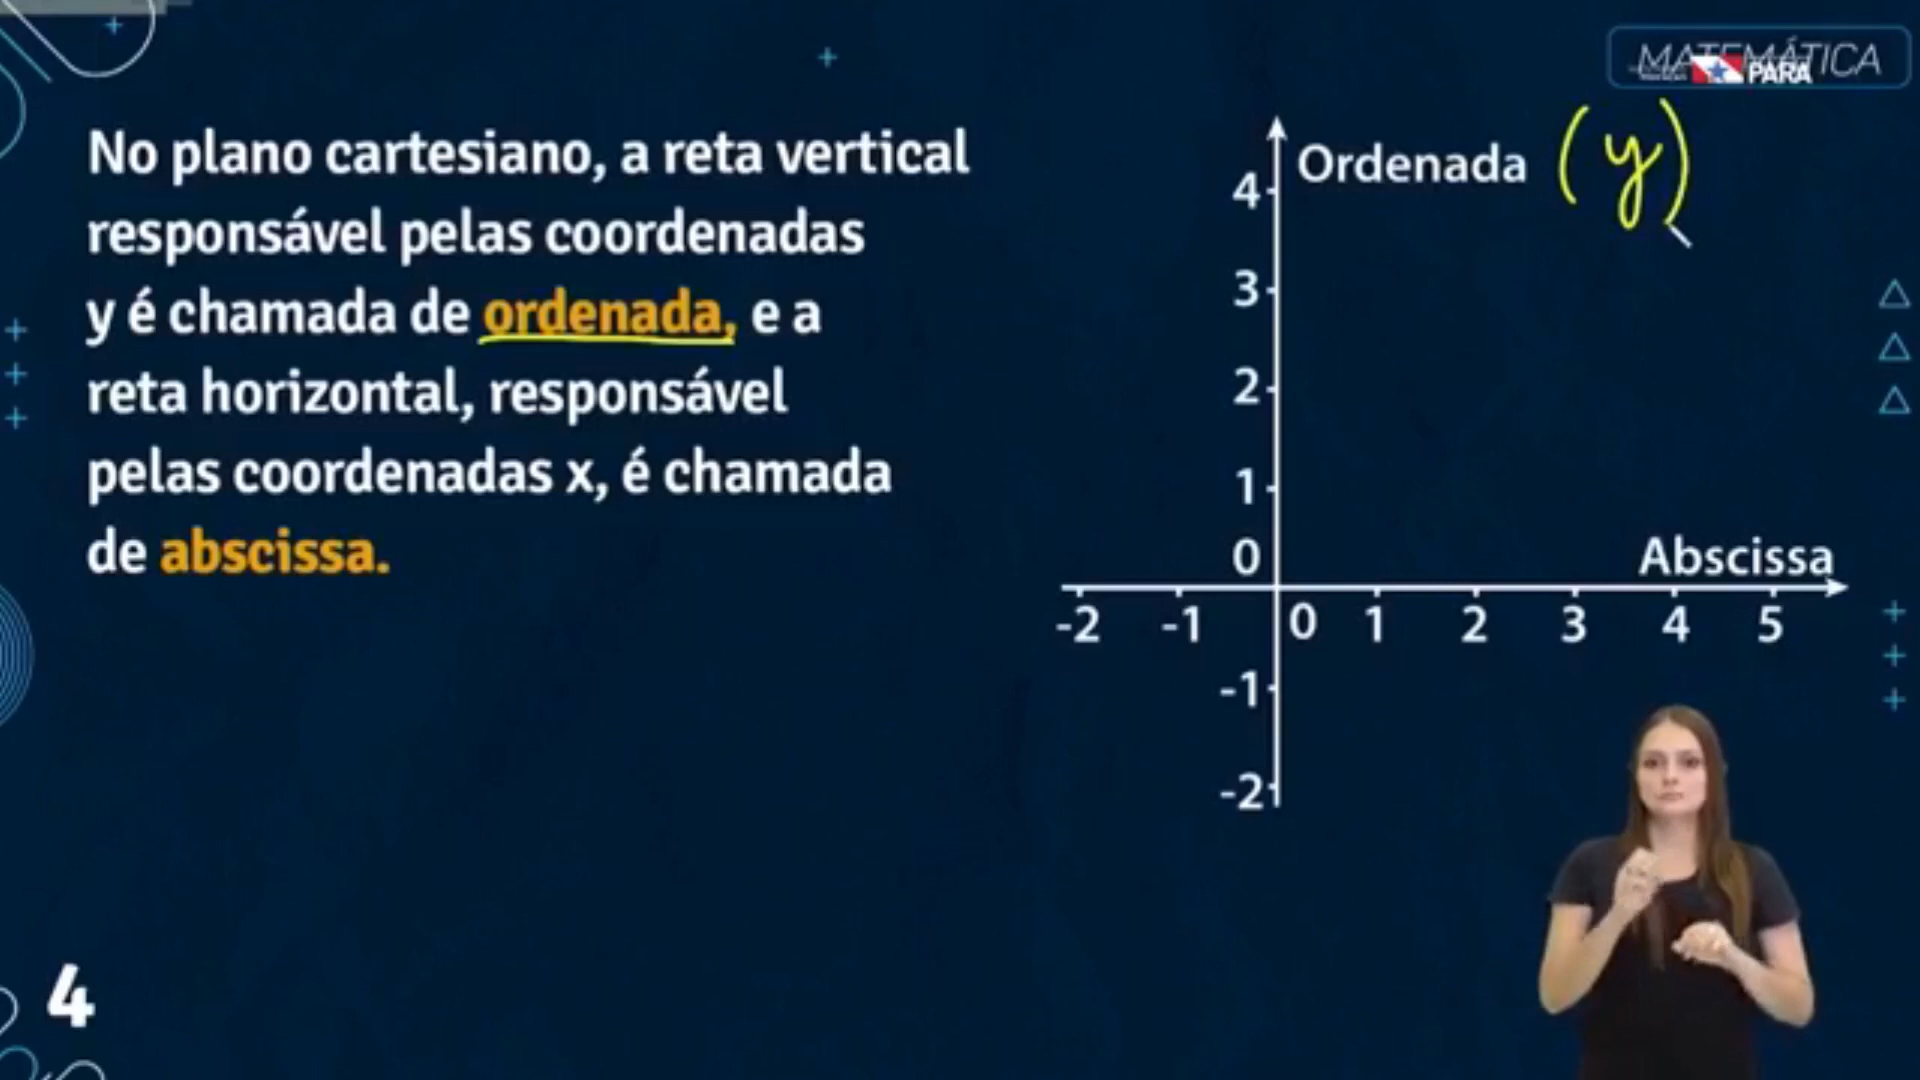 MATEMÁTICA
PARÁ
No plano cartesiano, a reta vertical
responsável pelas coordenadas
y é chamada de ordenada, e a
reta horizontal, responsável
pelas coordenadas x, é chamada
de abscissa.
Ordenada (y)
4
3
2
1
0
Abscissa
-2 -1 0 1 2 3 4 5
-1
-2
4